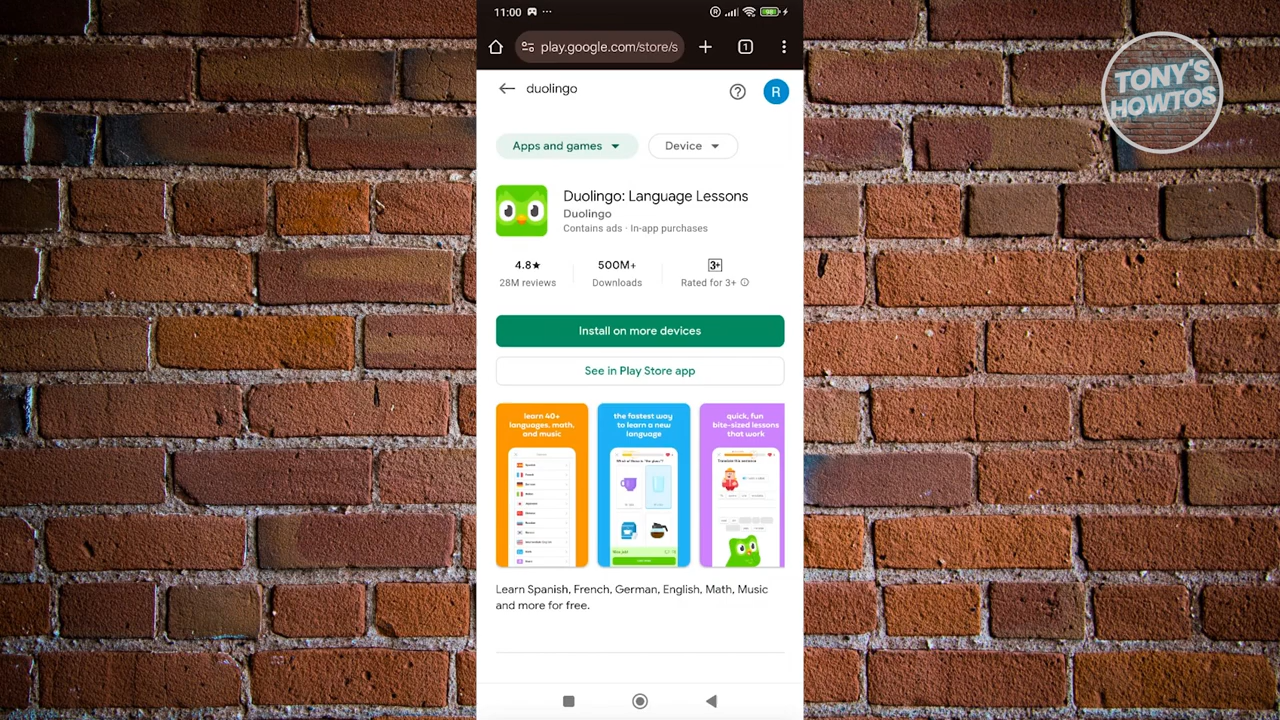 11:00
play.google.com/store/s
1
TONY'S
HOWTOS
duolingo
R
Apps and games
Device
Duolingo: Language Lessons
Duolingo
Contains ads · In-app purchases
4.8★
500M+
3+
28M reviews
Downloads
Rated for 3+
Install on more devices
See in Play Store app
learn 40+
languages, math,
and music
the fastest way
to learn a new
language
quick, fun
bite-sized lessons
that work
Learn Spanish, French, German, English, Math, Music
and more for free.